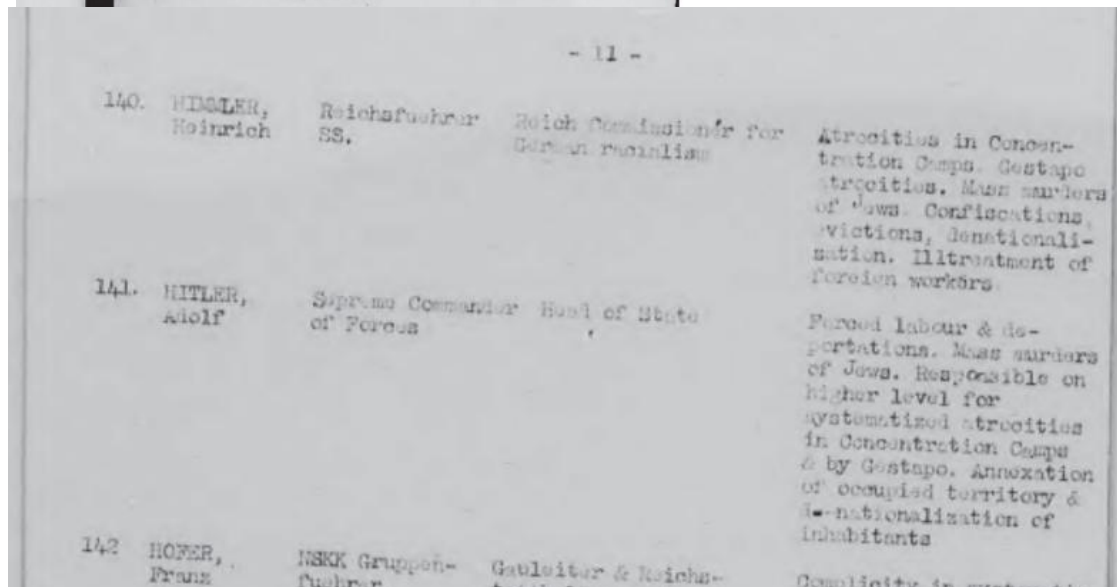 - 11 -
140. HIMMLER, Heinrich
Reichsfuehrer
SS.
Reich Commissioner for
German racialism
Atrocities in Concen-
tration Camps. Gestapo
atrocities. Mass murders
of Jews. Confiscations,
evictions, denationali-
sation. Illtreatment of
foreign workers
141. HITLER,
Adolf
Supreme Commander
of Forces
Head of State
Forced labour & de-
portations. Mass murders
of Jews. Responsible on
higher level for
systematized atrocities
in Concentration Camps
& by Gestapo. Annexation
of occupied territory &
de-nationalization of
inhabitants
142 HOFER,
Franz
NSKK Gruppen-
fuehrer
Gauleiter & Reichs-
Complicity in